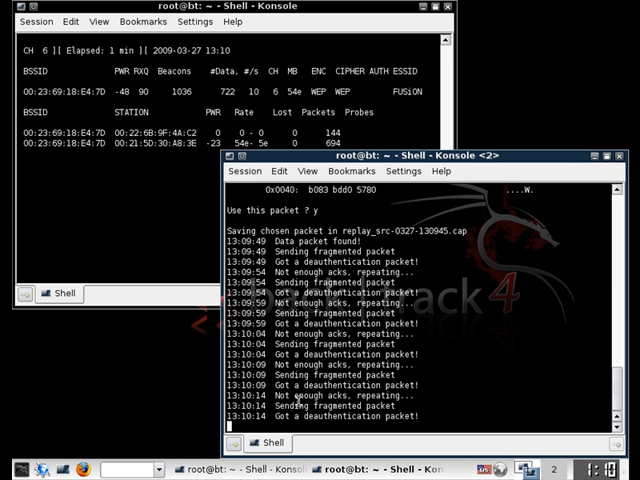 root@bt: ~ - Shell - Konsole
Session Edit View Bookmarks Settings Help
CH 6 ][ Elapsed: 1 min ][ 2009-03-27 13:10
BSSID PWR RXQ Beacons #Data, #/s CH MB ENC CIPHER AUTH ESSID
00:23:69:18:E4:7D -48 90 1036 722 10 6 54e WEP WEP FUSiON
BSSID STATION PWR Rate Lost Packets Probes
00:23:69:18:E4:7D 00:22:6B:9F:4A:C2 0 0 - 0 0 144
00:23:69:18:E4:7D 00:21:5D:30:A8:3E -23 54e- 5e 0 694
Shell
root@bt: ~ - Shell - Konsole <2>
Session Edit View Bookmarks Settings Help
0x0040: b083 bdd0 5780 ....W.
Use this packet ? y
Saving chosen packet in replay_src-0327-130945.cap
13:09:49 Data packet found!
13:09:49 Sending fragmented packet
13:09:49 Got a deauthentication packet!
13:09:54 Not enough acks, repeating...
13:09:54 Sending fragmented packet
13:09:54 Got a deauthentication packet!
13:09:59 Not enough acks, repeating...
13:09:59 Sending fragmented packet
13:09:59 Got a deauthentication packet!
13:10:04 Not enough acks, repeating...
13:10:04 Sending fragmented packet
13:10:04 Got a deauthentication packet!
13:10:09 Not enough acks, repeating...
13:10:09 Sending fragmented packet
13:10:09 Got a deauthentication packet!
13:10:14 Not enough acks, repeating...
13:10:14 Sending fragmented packet
13:10:14 Got a deauthentication packet!
<< back | track 4
Shell
root@bt: ~ - Shell - Konsol
root@bt: ~ - Shell - Kon
us
2
1:10